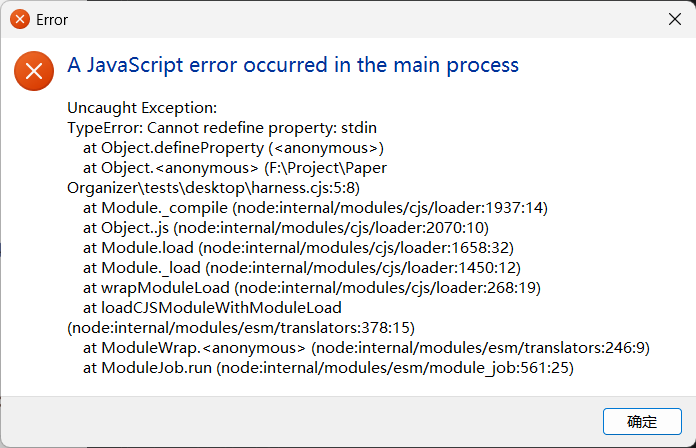 Error
A JavaScript error occurred in the main process
Uncaught Exception:
TypeError: Cannot redefine property: stdin
at Object.defineProperty (<anonymous>)
at Object.<anonymous> (F:\Project\Paper
Organizer\tests\desktop\harness.cjs:5:8)
at Module._compile (node:internal/modules/cjs/loader:1937:14)
at Object..js (node:internal/modules/cjs/loader:2070:10)
at Module.load (node:internal/modules/cjs/loader:1658:32)
at Module._load (node:internal/modules/cjs/loader:1450:12)
at wrapModuleLoad (node:internal/modules/cjs/loader:268:19)
at loadCJSModuleWithModuleLoad
(node:internal/modules/esm/translators:378:15)
at ModuleWrap.<anonymous> (node:internal/modules/esm/translators:246:9)
at ModuleJob.run (node:internal/modules/esm/module_job:561:25)
确定